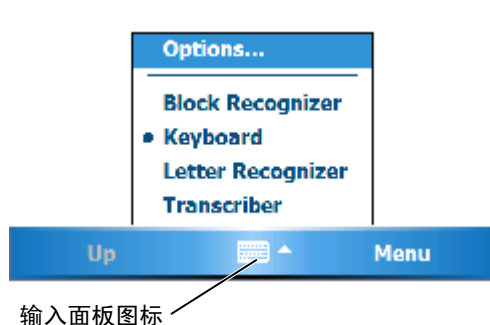 Options...
Block Recognizer
Keyboard
Letter Recognizer
Transcriber
Up Menu
输入面板图标